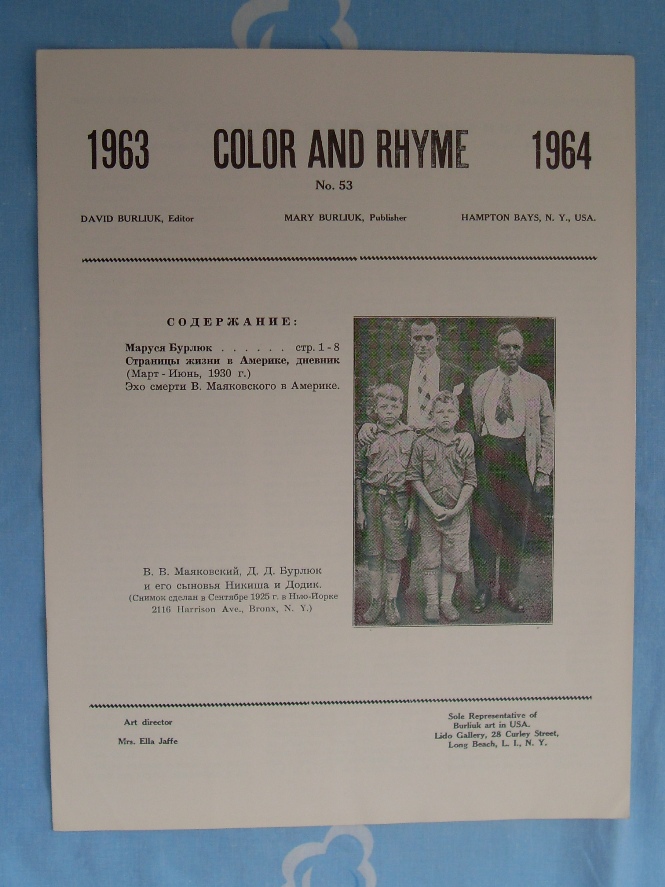 1963 COLOR AND RHYME 1964
No. 53
DAVID BURLIUK, Editor MARY BURLIUK, Publisher HAMPTON BAYS, N. Y., USA.
СОДЕРЖАНИЕ:
Маруся Бурлюк . . . . . . стр. 1 - 8
Страницы жизни в Америке, дневник
(Март - Июнь, 1930 г.)
Эхо смерти В. Маяковского в Америке.
В. В. Маяковский, Д. Д. Бурлюк
и его сыновья Никиша и Додик.
(Снимок сделан в Сентябре 1925 г. в Нью-Иорке
2116 Harrison Ave., Bronx, N. Y.)
Art director
Mrs. Ella Jaffe
Sole Representative of
Burliuk art in USA.
Lido Gallery, 28 Curley Street,
Long Beach, L. I., N. Y.